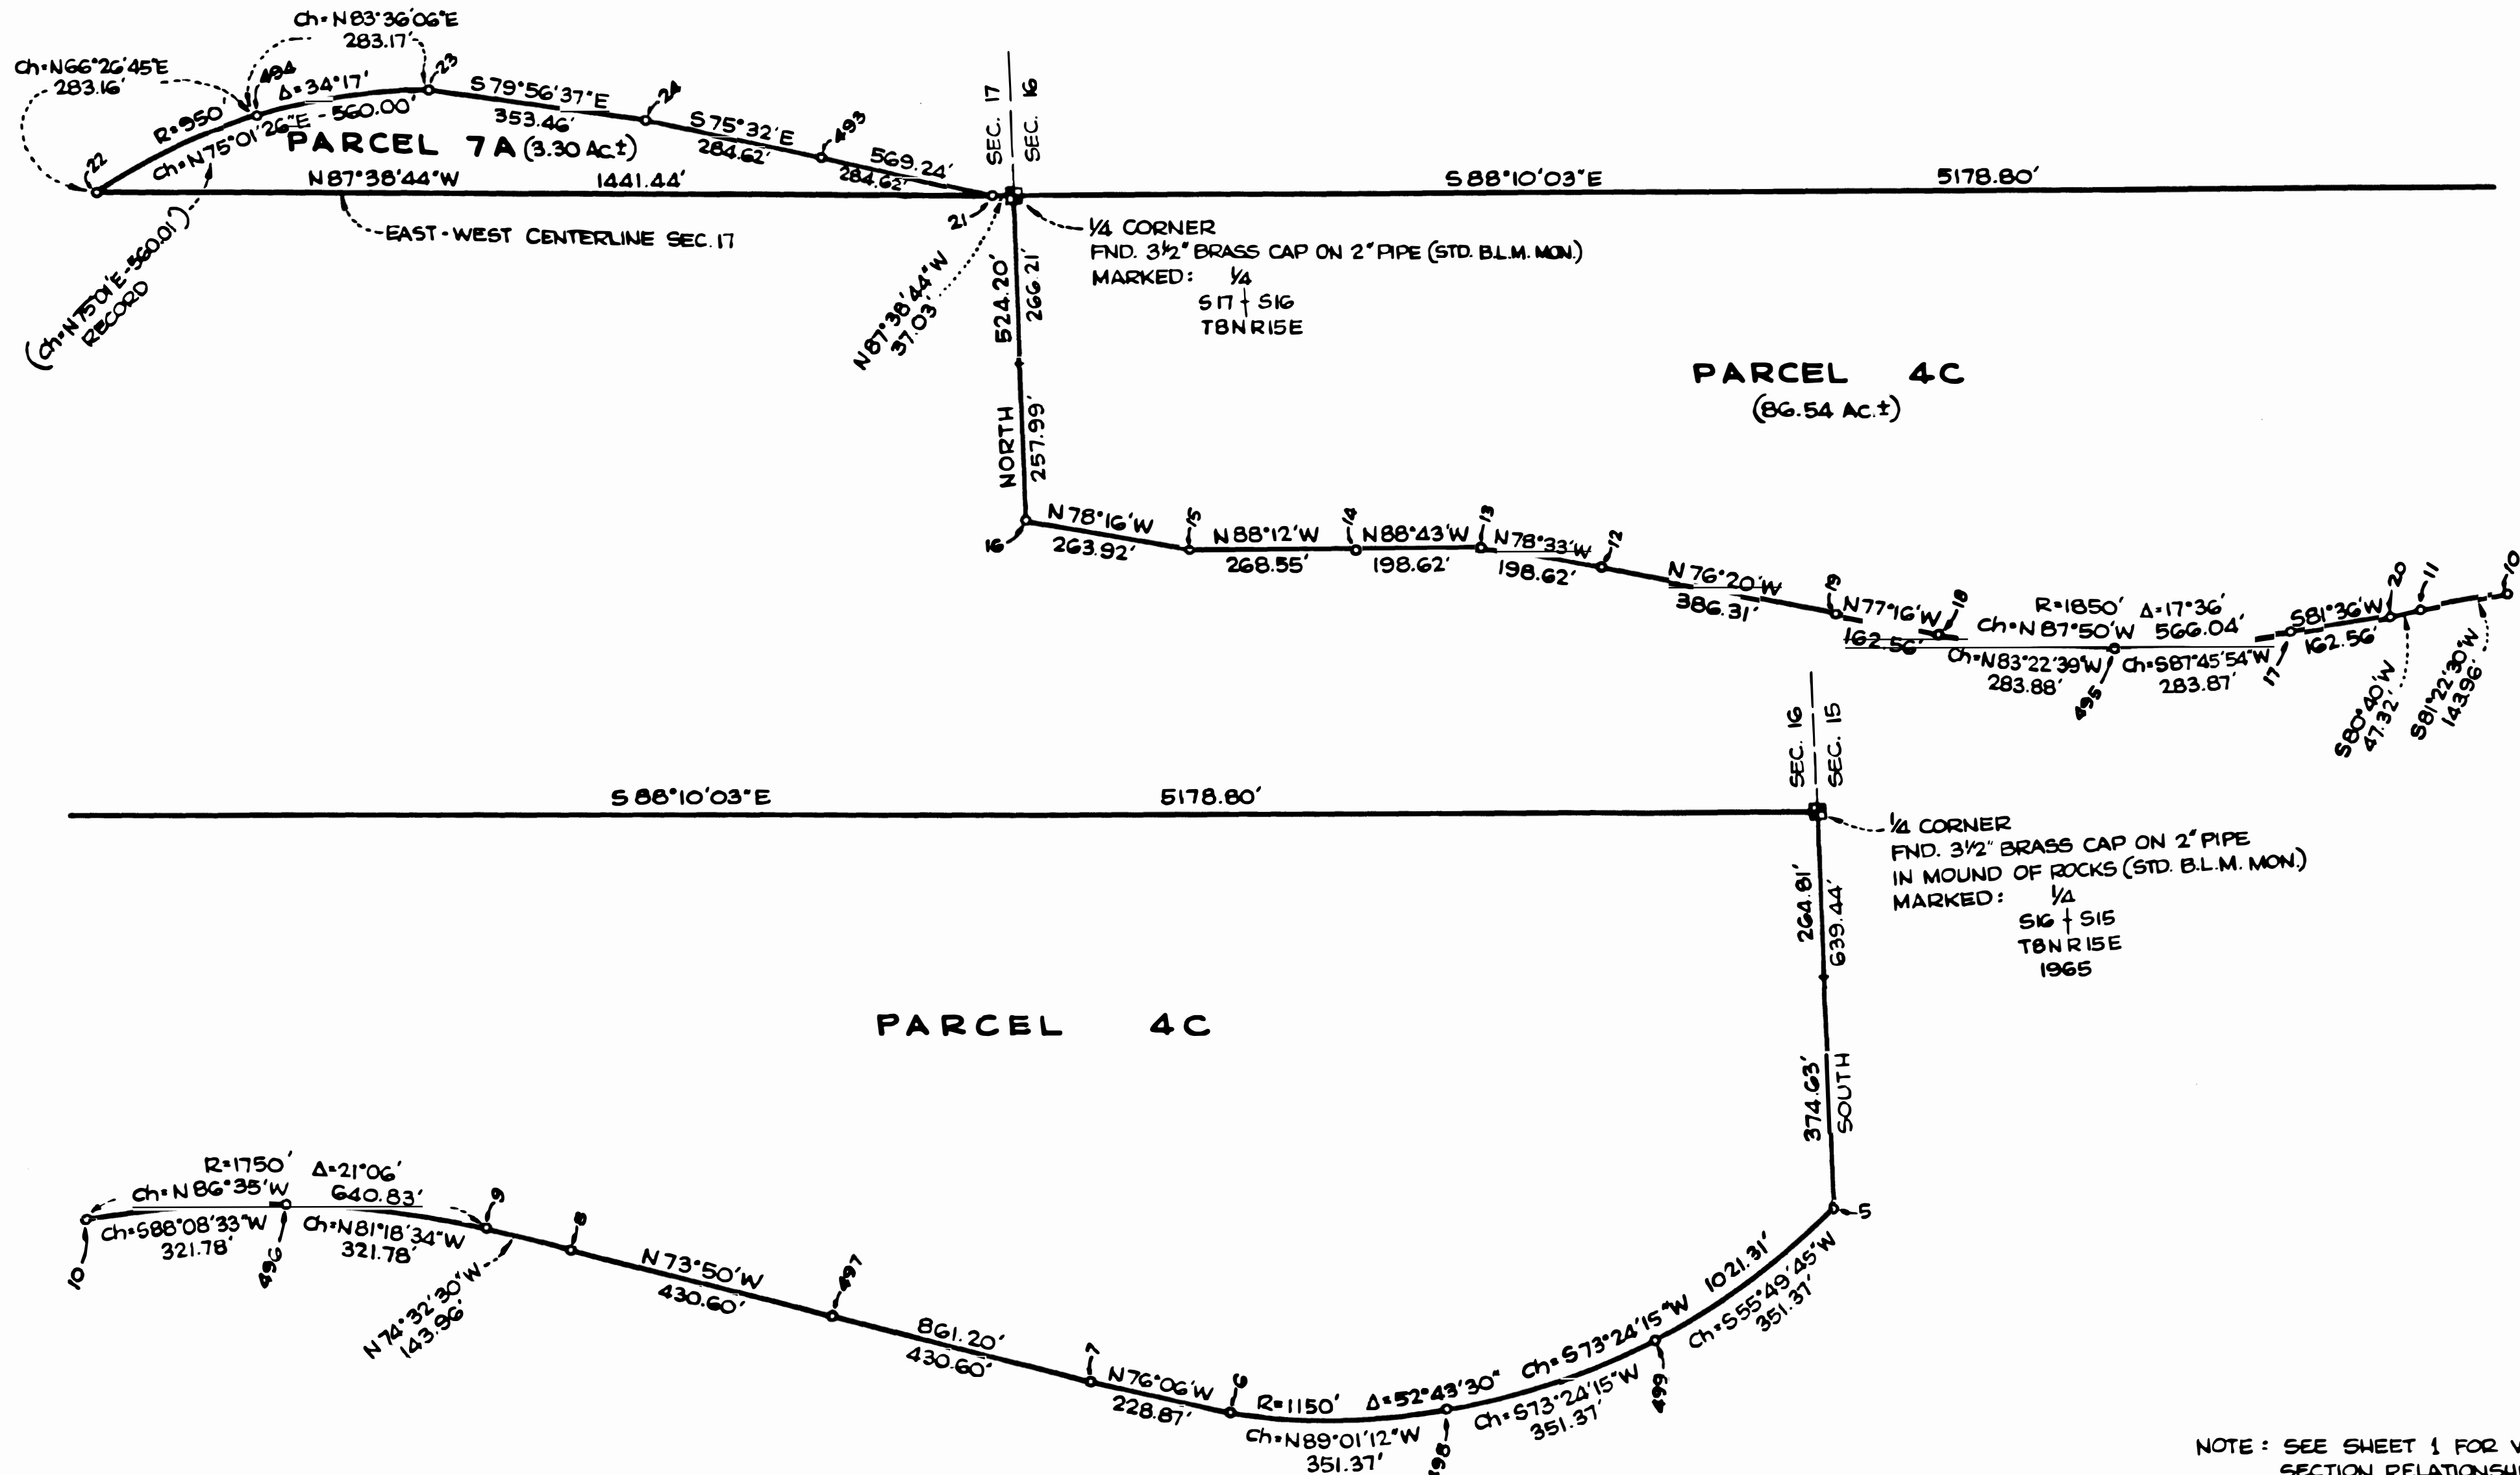 Ch=N83°36'06"E
283.17'
Ch=N66°26'45"E
283.16'
494
Δ=34°17'
23
R=950'
Ch=N75°01'26"E - 560.00'
S79°56'37"E
353.46'
24
S75°32'E
284.62'
493
569.24'
284.62'
PARCEL 7A (3.30 Ac.±)
22
N87°38'44"W 1441.44'
EAST-WEST CENTERLINE SEC. 17
(Ch=N75°01'E-560.01')
RECORD
21
N87°38'44"W
37.03'
SEC. 17
SEC. 16
S88°10'03"E 5178.80'
1/4 CORNER
FND. 3½" BRASS CAP ON 2" PIPE (STD. B.L.M. MON.)
MARKED: 1/4
S17 S16
T8N R15E
524.20'
266.21'
NORTH
257.99'
PARCEL 4C
(86.54 Ac.±)
16
N78°16'W
263.92'
15
N88°12'W
268.55'
14
N88°43'W
198.62'
13
N78°33'W
198.62'
12
N76°20'W
386.31'
19
N77°16'W
162.56'
18
R=1850' Δ=17°36'
Ch=N87°50'W 566.04'
Ch=N83°22'39"W
283.88'
495
Ch=S87°45'54"W
283.87'
17
S81°36'W
162.56'
20
11
10
S80°40'W
47.32'
S81°22'30"W
143.96'
SEC. 16
SEC. 15
S88°10'03"E 5178.80'
1/4 CORNER
FND. 3½" BRASS CAP ON 2" PIPE
IN MOUND OF ROCKS (STD. B.L.M. MON.)
MARKED: 1/4
S16 S15
T8N R15E
1965
264.81'
639.44'
374.63'
SOUTH
PARCEL 4C
5
R=1750' Δ=21°06'
Ch=N86°35'W 640.83'
Ch=S88°08'33"W
321.78'
Ch=N81°18'34"W
321.78'
10
496
9
N74°32'30"W
143.96'
8
N73°50'W
430.60'
497
861.20'
430.60'
7
N76°06'W
228.87'
6
R=1150' Δ=52°43'30"
Ch=S73°24'15"W 1021.31'
Ch=N89°01'12"W
351.37'
498
Ch=S73°24'15"W
351.37'
499
Ch=S55°49'45"W
351.37'
NOTE: SEE SHEET 1 FOR